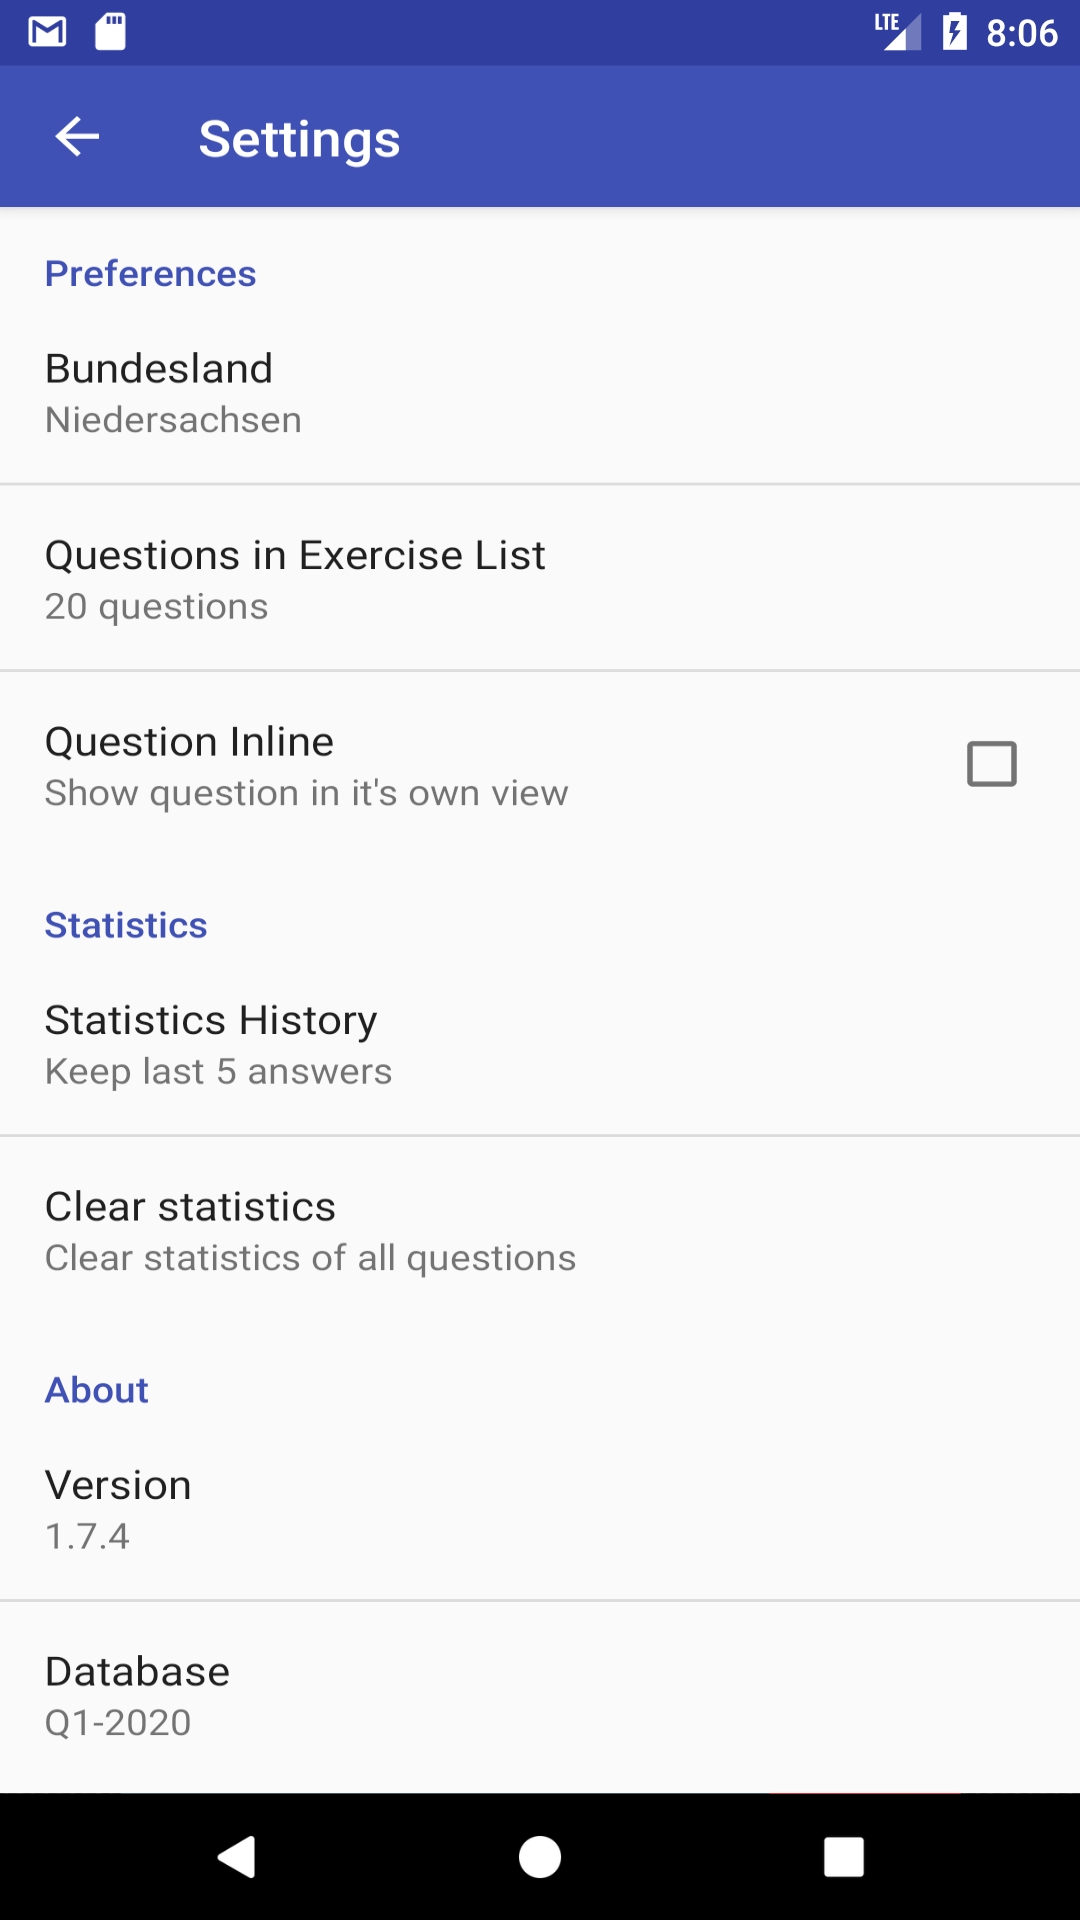 LTE 8:06
Settings
Preferences
Bundesland
Niedersachsen
Questions in Exercise List
20 questions
Question Inline
Show question in it's own view
Statistics
Statistics History
Keep last 5 answers
Clear statistics
Clear statistics of all questions
About
Version
1.7.4
Database
Q1-2020